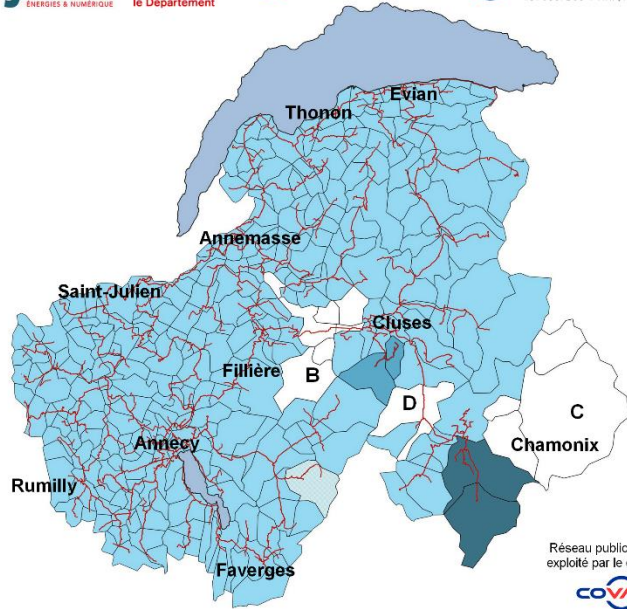 ÉNERGIES & NUMÉRIQUE
le Département
Evian
Thonon
Annemasse
Saint-Julien
Cluses
Fillière
B
D
C
Chamonix
Annecy
Rumilly
Faverges
Réseau public
exploité par le